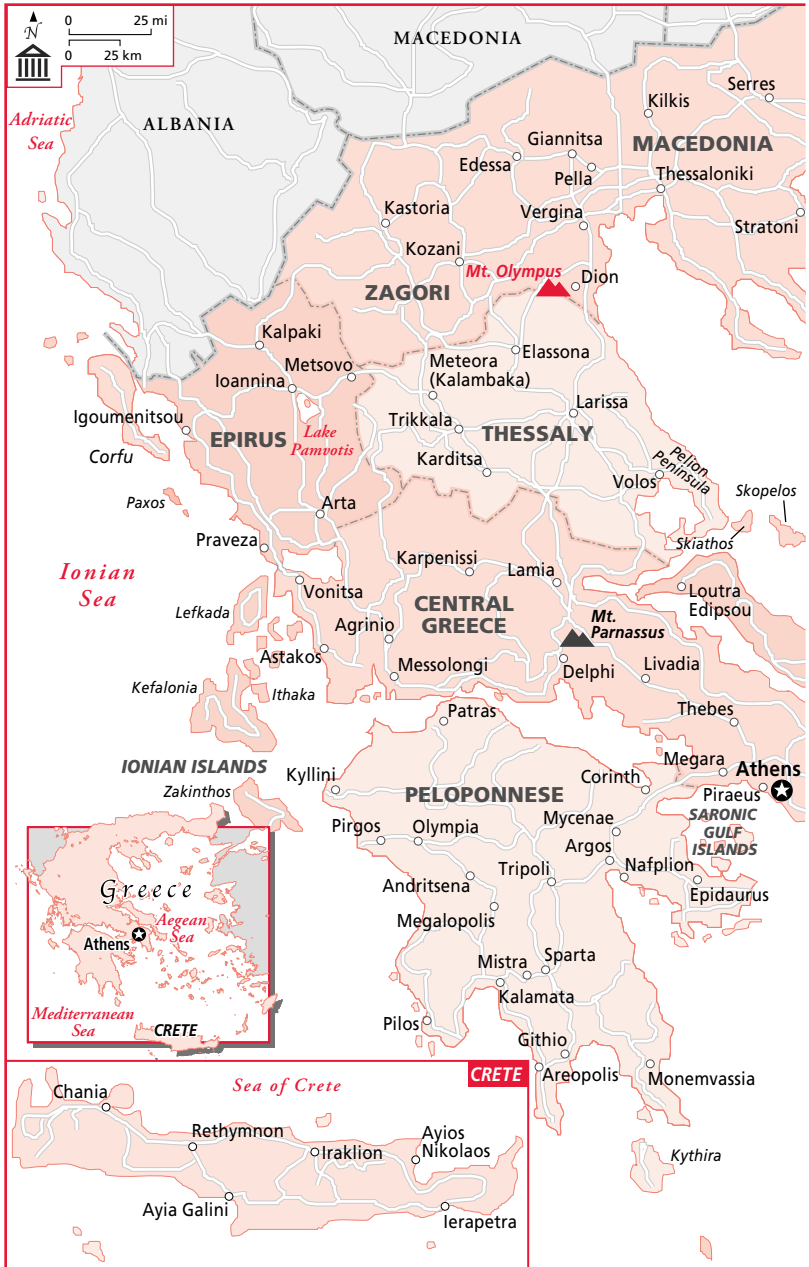 N
0 25 mi
0 25 km
MACEDONIA
Adriatic
Sea
ALBANIA
Serres
Kilkis
Giannitsa
MACEDONIA
Edessa
Pella
Thessaloniki
Kastoria
Vergina
Stratoni
Kozani
Mt. Olympus
Dion
ZAGORI
Kalpaki
Elassona
Metsovo
Meteora
(Kalambaka)
Ioannina
Larissa
Igoumenitsou
EPIRUS
Lake
Pamvotis
Trikkala
THESSALY
Corfu
Karditsa
Pelion
Peninsula
Volos
Skopelos
Paxos
Arta
Skiathos
Praveza
Ionian
Sea
Karpenissi
Lamia
Vonitsa
Loutra
Edipsou
Lefkada
CENTRAL
GREECE
Mt.
Parnassus
Agrinio
Astakos
Messolongi
Delphi
Livadia
Kefalonia
Ithaka
Patras
Thebes
IONIAN ISLANDS
Megara
Athens
Kyllini
Corinth
Zakinthos
PELOPONNESE
Piraeus
Mycenae
SARONIC
GULF
ISLANDS
Pirgos
Olympia
Argos
Tripoli
Nafplion
Andritsena
Epidaurus
Megalopolis
Mistra
Sparta
Kalamata
Pilos
Githio
Areopolis
Monemvassia
Kythira
Greece
Aegean
Sea
Athens
Mediterranean
Sea
CRETE
CRETE
Sea of Crete
Chania
Rethymnon
Iraklion
Ayios
Nikolaos
Ayia Galini
Ierapetra